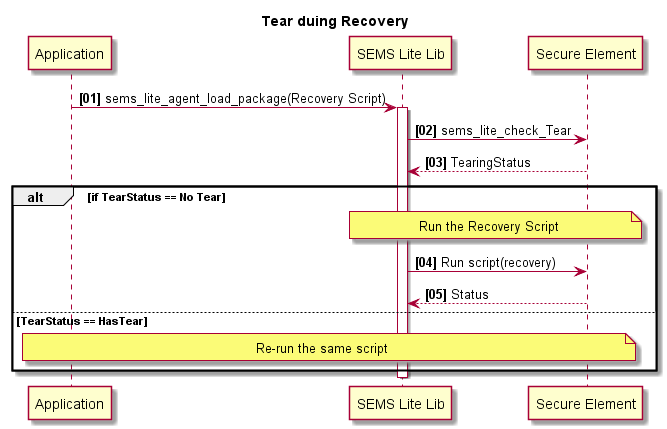 Tear duing Recovery
Application
SEMS Lite Lib
Secure Element
[01] sems_lite_agent_load_package(Recovery Script)
[02] sems_lite_check_Tear
[03] TearingStatus
alt [if TearStatus == No Tear]
Run the Recovery Script
[04] Run script(recovery)
[05] Status
[TearStatus == HasTear]
Re-run the same script
Application
SEMS Lite Lib
Secure Element